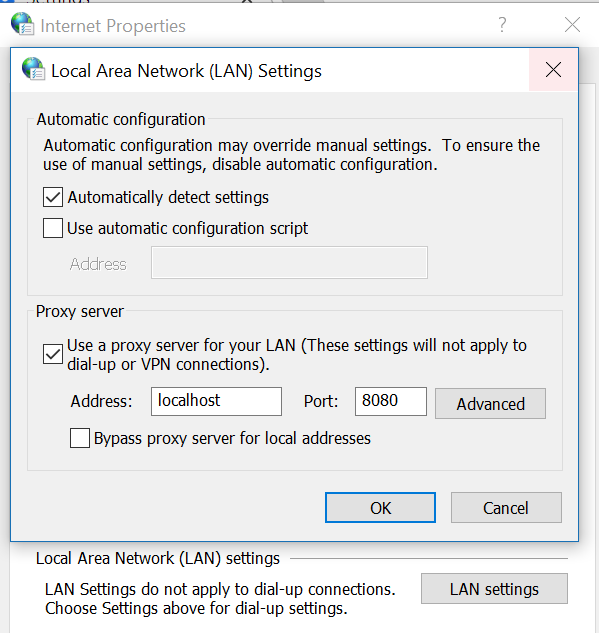 Internet Properties
?
Local Area Network (LAN) Settings
Automatic configuration
Automatic configuration may override manual settings.  To ensure the
use of manual settings, disable automatic configuration.
Automatically detect settings
Use automatic configuration script
Address
Proxy server
Use a proxy server for your LAN (These settings will not apply to
dial-up or VPN connections).
Address: localhost Port: 8080 Advanced
Bypass proxy server for local addresses
OK Cancel
Local Area Network (LAN) settings
LAN Settings do not apply to dial-up connections. LAN settings
Choose Settings above for dial-up settings.